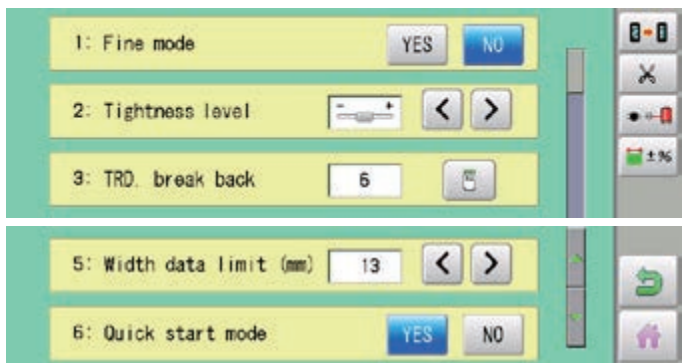 1: Fine mode YES NO
2: Tightness level - +
3: TRD. break back 6
±%
5: Width data limit (mm) 13
6: Quick start mode YES NO